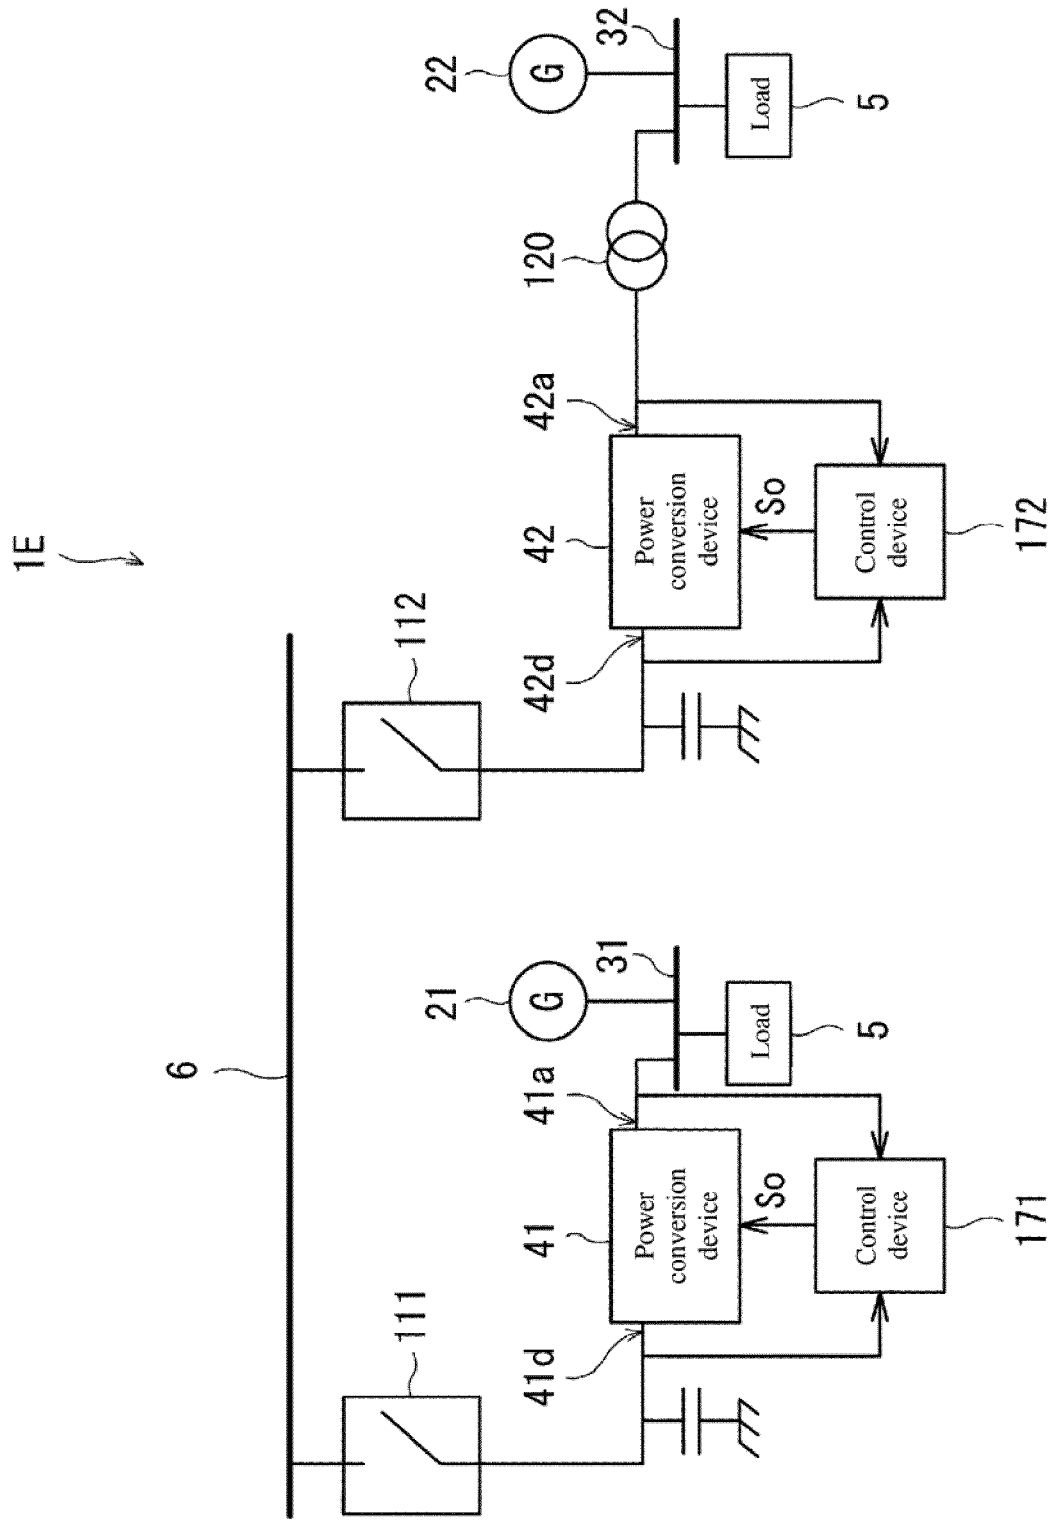 1E
6
111
112
41d
41
41a
21
G
31
42d
42
42a
120
22
G
32
Power
conversion
device
Load
5
Power
conversion
device
Load
5
So
So
Control
device
Control
device
171
172